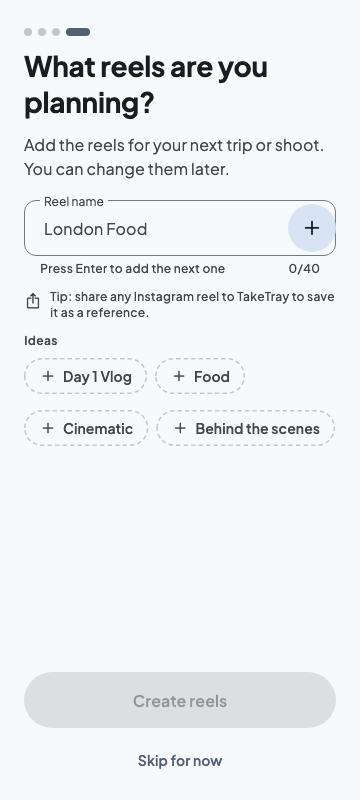 What reels are you
planning?
Add the reels for your next trip or shoot.
You can change them later.
Reel name
London Food
Press Enter to add the next one 0/40
Tip: share any Instagram reel to TakeTray to save
it as a reference.
Ideas
Day 1 Vlog
Food
Cinematic
Behind the scenes
Create reels
Skip for now